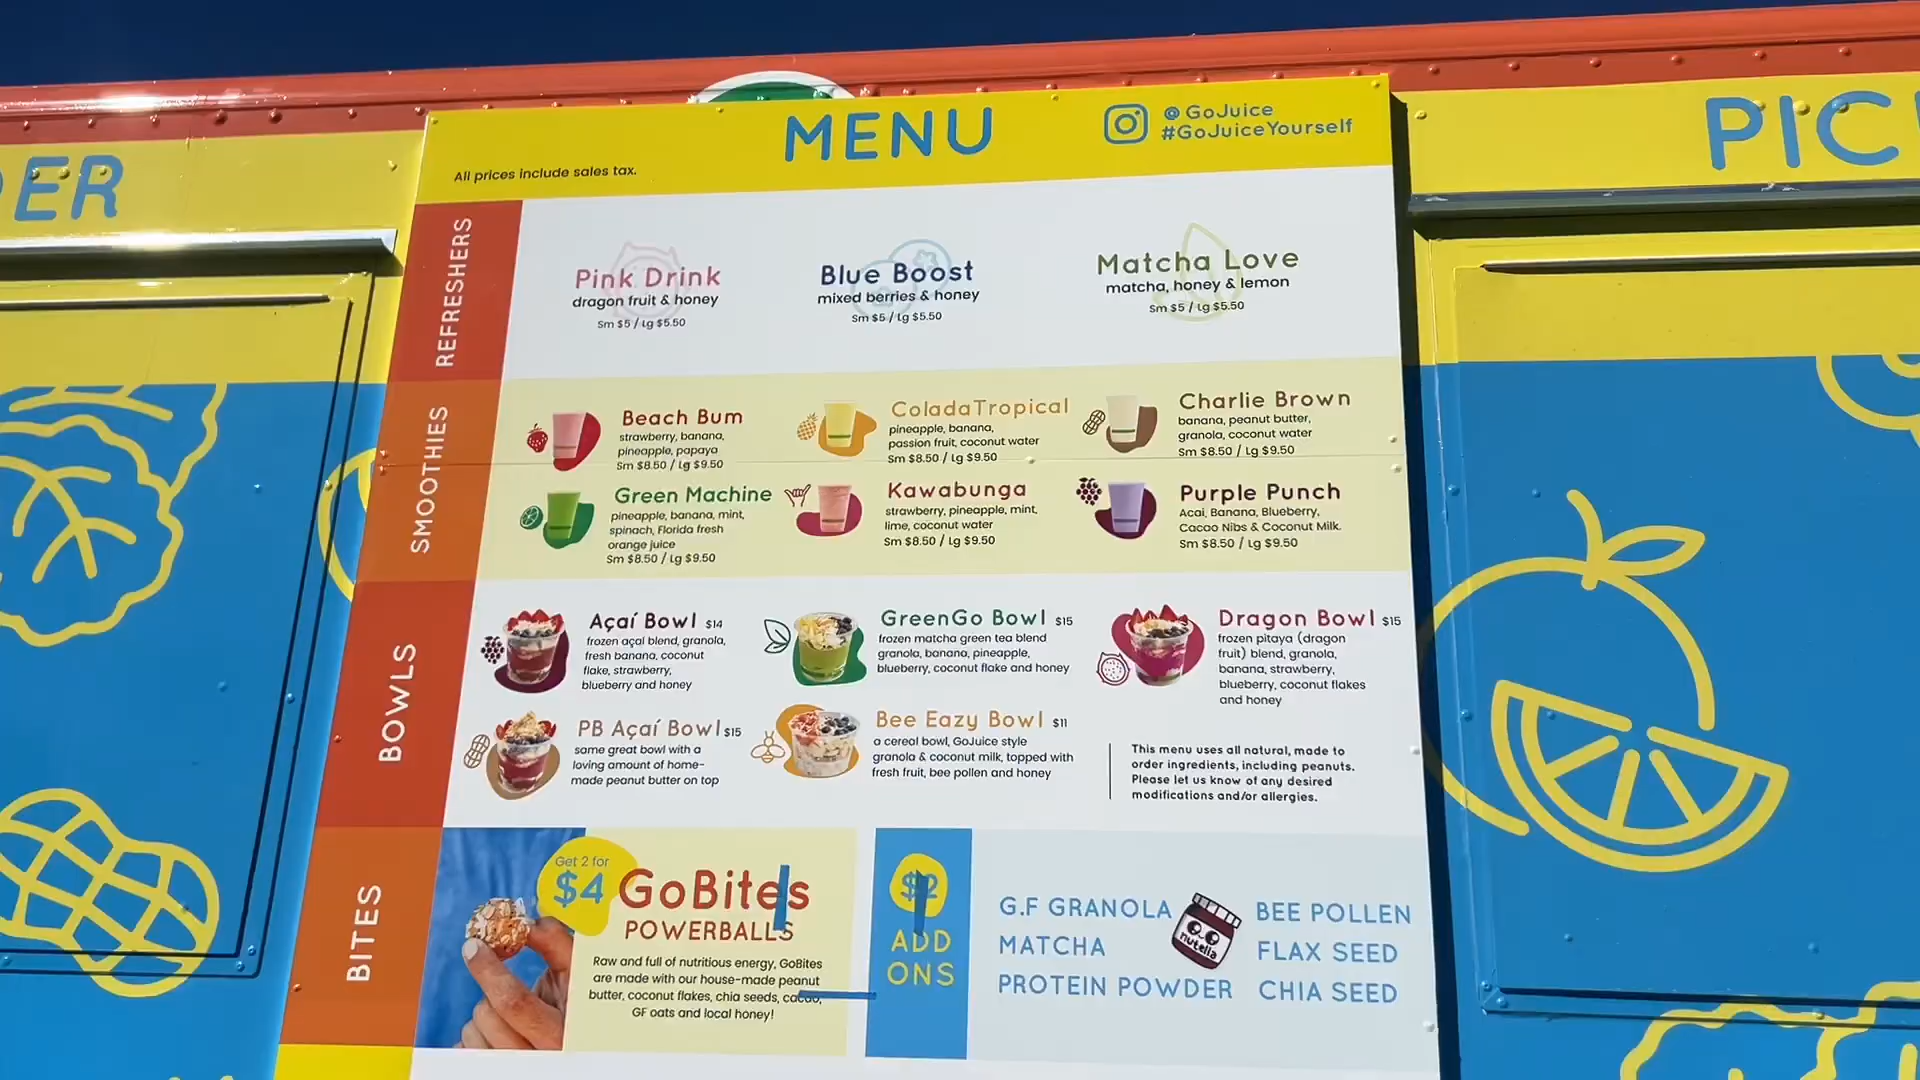 DER
MENU
@GoJuice
#GoJuiceYourself
All prices include sales tax.
PIC
REFRESHERS
Pink Drink
dragon fruit & honey
Sm $5 / Lg $5.50
Blue Boost
mixed berries & honey
Sm $5 / Lg $5.50
Matcha Love
matcha, honey & lemon
Sm $5 / Lg $5.50
SMOOTHIES
Beach Bum
strawberry, banana,
pineapple, papaya
Sm $8.50 / Lg $9.50
ColadaTropical
pineapple, banana,
passion fruit, coconut water
Sm $8.50 / Lg $9.50
Charlie Brown
banana, peanut butter,
granola, coconut water
Sm $8.50 / Lg $9.50
Green Machine
pineapple, banana, mint,
spinach, Florida fresh
orange juice
Sm $8.50 / Lg $9.50
Kawabunga
strawberry, pineapple, mint,
lime, coconut water
Sm $8.50 / Lg $9.50
Purple Punch
Acai, Banana, Blueberry,
Cacao Nibs & Coconut Milk.
Sm $8.50 / Lg $9.50
BOWLS
Açaí Bowl $14
frozen açaí blend, granola,
fresh banana, coconut
flake, strawberry,
blueberry and honey
GreenGo Bowl $15
frozen matcha green tea blend
granola, banana, pineapple,
blueberry, coconut flake and honey
Dragon Bowl $15
frozen pitaya (dragon
fruit) blend, granola,
banana, strawberry,
blueberry, coconut flakes
and honey
PB Açaí Bowl $15
same great bowl with a
loving amount of home-
made peanut butter on top
Bee Eazy Bowl $11
a cereal bowl, GoJuice style
granola & coconut milk, topped with
fresh fruit, bee pollen and honey
This menu uses all natural, made to
order ingredients, including peanuts.
Please let us know of any desired
modifications and/or allergies.
BITES
Get 2 for
$4
GoBites
POWERBALLS
Raw and full of nutritious energy, GoBites
are made with our house-made peanut
butter, coconut flakes, chia seeds, cacao,
GF oats and local honey!
$2
ADD
ONS
G.F GRANOLA
MATCHA
PROTEIN POWDER
nutella
BEE POLLEN
FLAX SEED
CHIA SEED